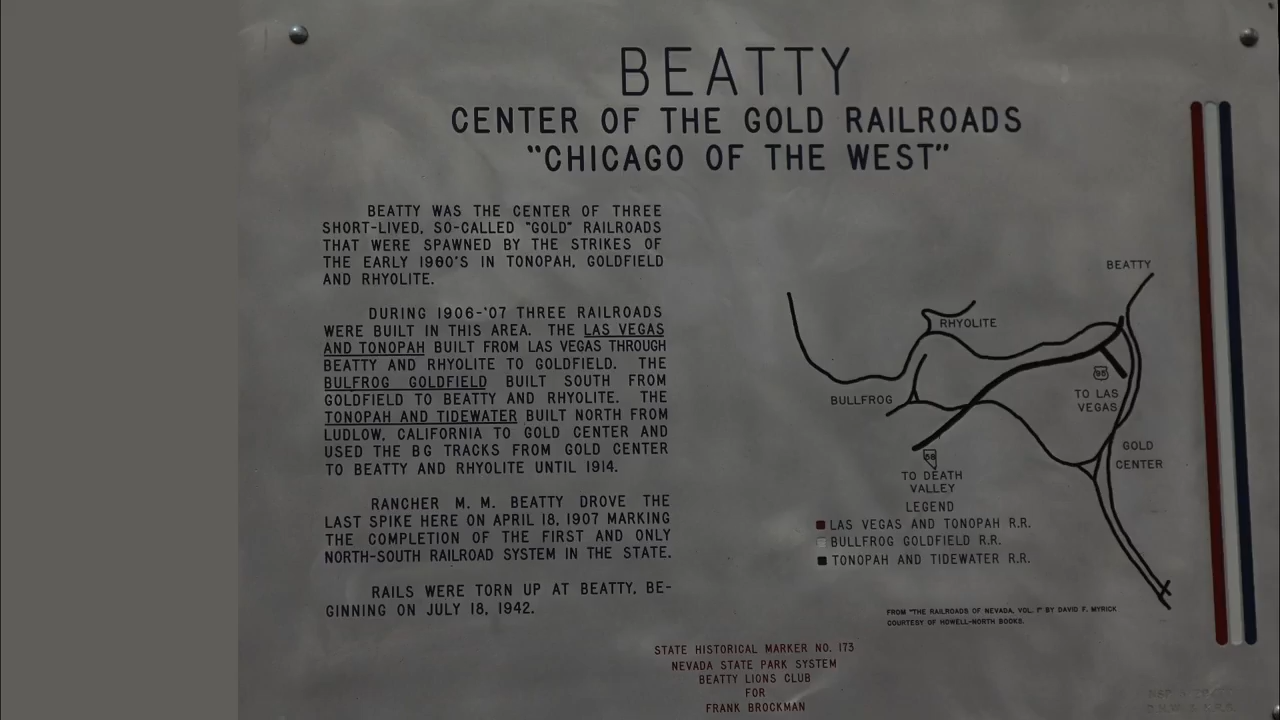 BEATTY
CENTER OF THE GOLD RAILROADS
"CHICAGO OF THE WEST"
BEATTY WAS THE CENTER OF THREE
SHORT-LIVED, SO-CALLED "GOLD" RAILROADS
THAT WERE SPAWNED BY THE STRIKES OF
THE EARLY 1900'S IN TONOPAH, GOLDFIELD
AND RHYOLITE.
DURING 1906-'07 THREE RAILROADS
WERE BUILT IN THIS AREA. THE LAS VEGAS
AND TONOPAH BUILT FROM LAS VEGAS THROUGH
BEATTY AND RHYOLITE TO GOLDFIELD. THE
BULFROG GOLDFIELD BUILT SOUTH FROM
GOLDFIELD TO BEATTY AND RHYOLITE. THE
TONOPAH AND TIDEWATER BUILT NORTH FROM
LUDLOW, CALIFORNIA TO GOLD CENTER AND
USED THE BG TRACKS FROM GOLD CENTER
TO BEATTY AND RHYOLITE UNTIL 1914.
RANCHER M. M. BEATTY DROVE THE
LAST SPIKE HERE ON APRIL 18, 1907 MARKING
THE COMPLETION OF THE FIRST AND ONLY
NORTH-SOUTH RAILROAD SYSTEM IN THE STATE.
RAILS WERE TORN UP AT BEATTY, BE-
GINNING ON JULY 18, 1942.
BEATTY
RHYOLITE
95
TO LAS
VEGAS
BULLFROG
GOLD
CENTER
58
TO DEATH
VALLEY
LEGEND
LAS VEGAS AND TONOPAH R.R.
BULLFROG GOLDFIELD R.R.
TONOPAH AND TIDEWATER R.R.
FROM "THE RAILROADS OF NEVADA, VOL. I" BY DAVID F. MYRICK
COURTESY OF HOWELL-NORTH BOOKS.
STATE HISTORICAL MARKER NO. 173
NEVADA STATE PARK SYSTEM
BEATTY LIONS CLUB
FOR
FRANK BROCKMAN